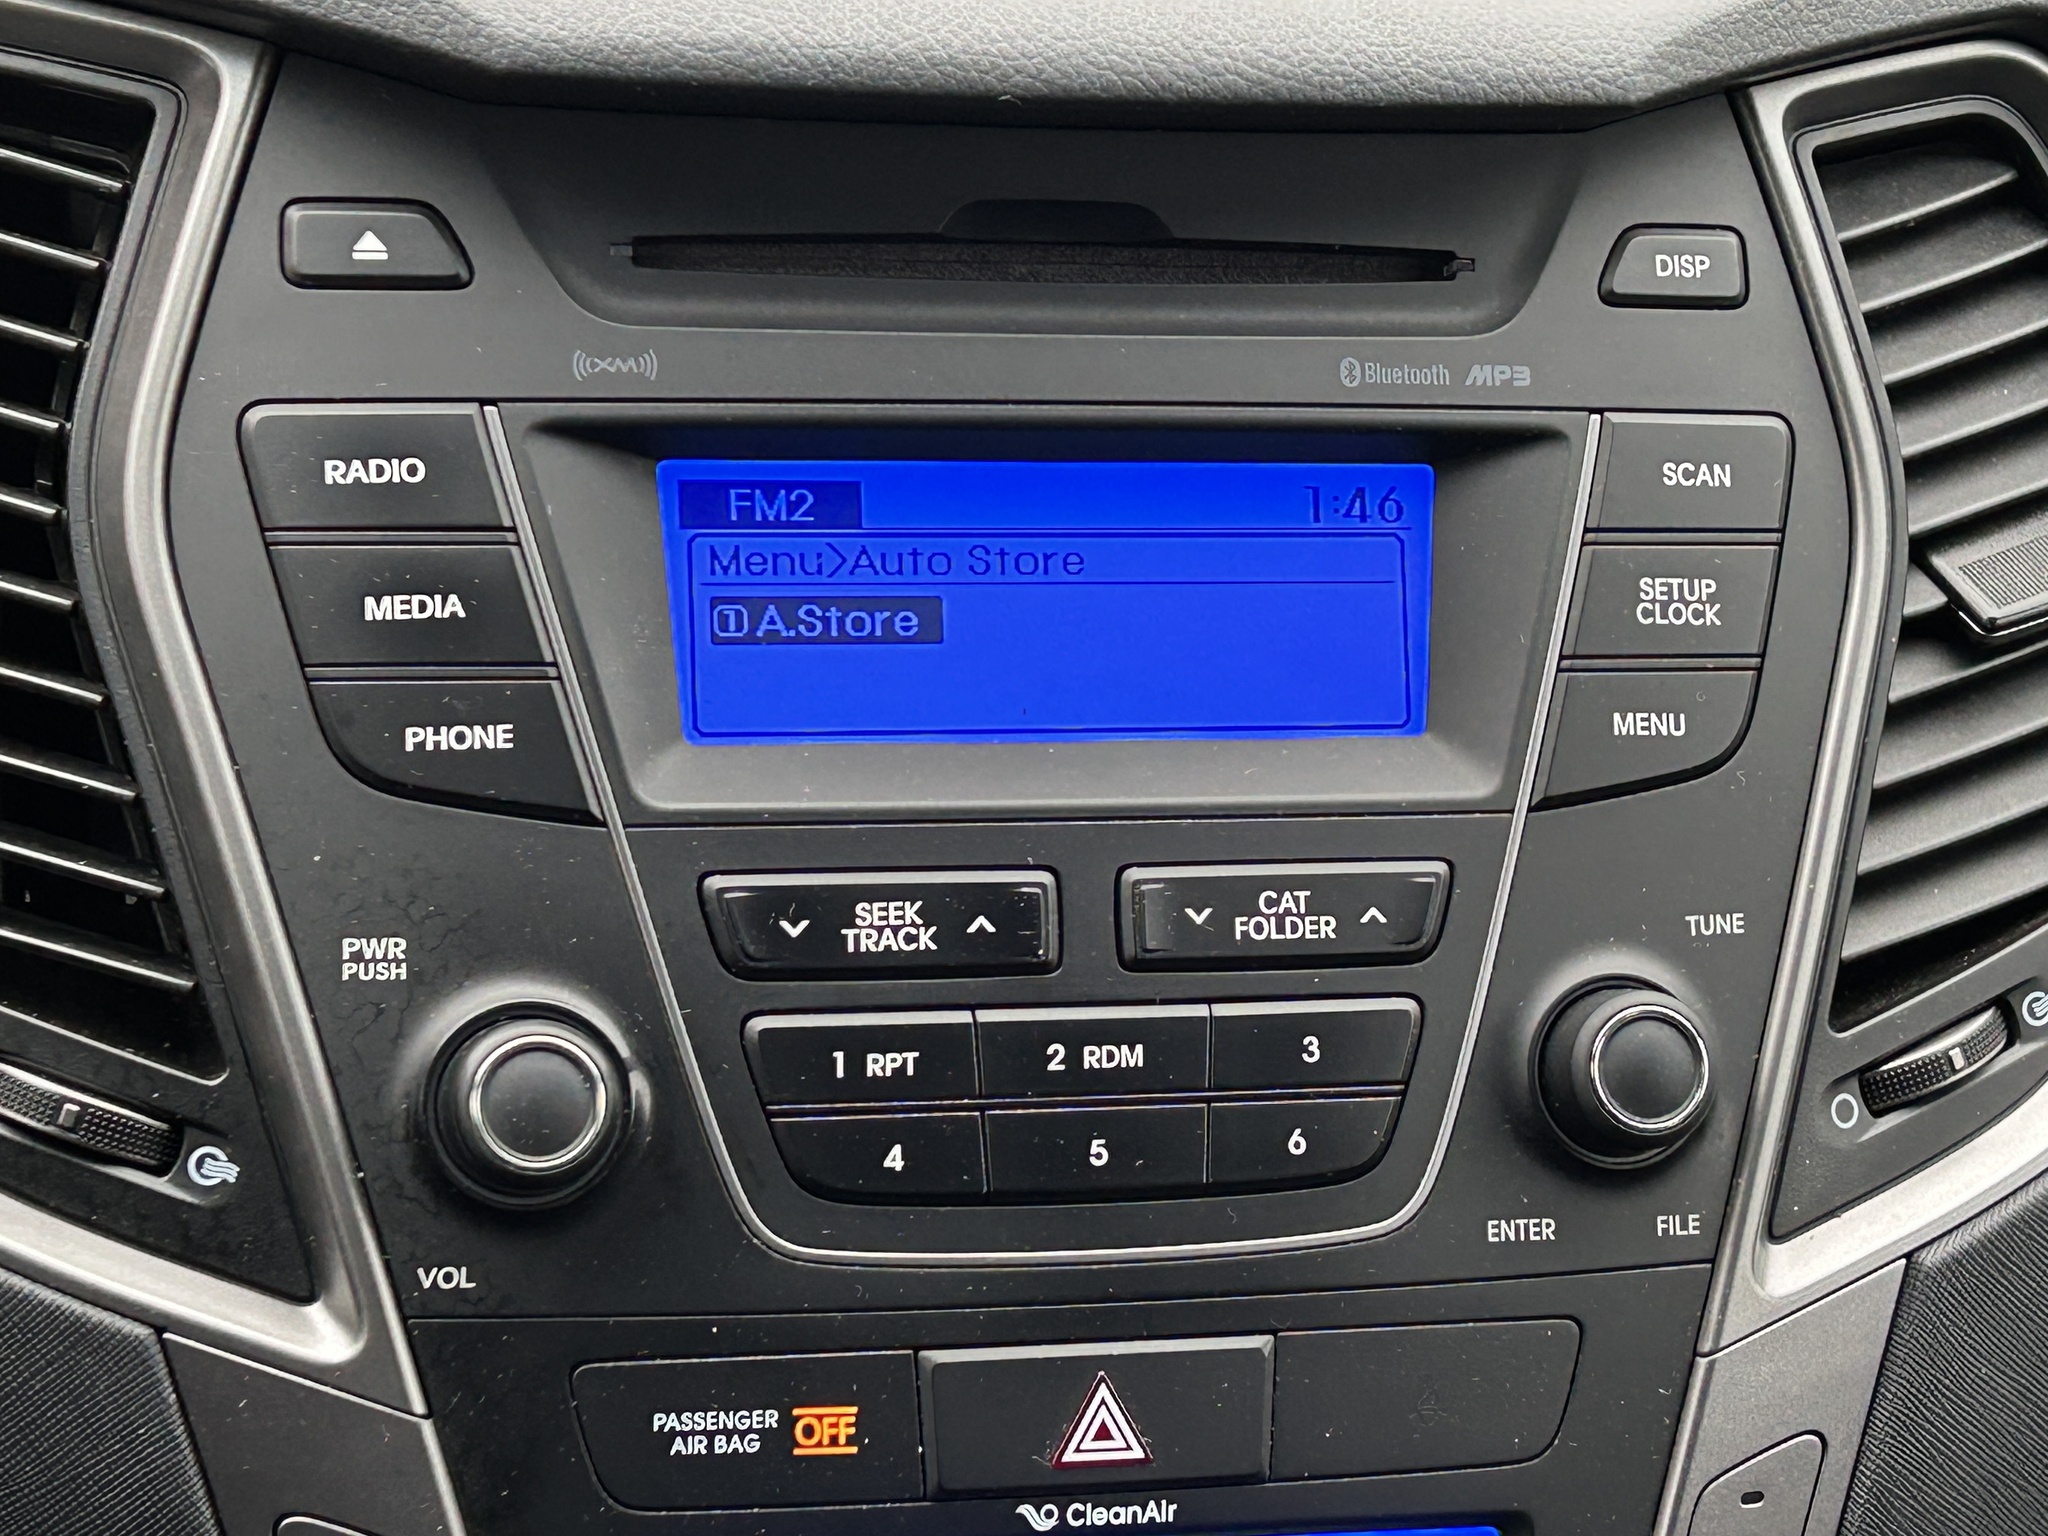 DISP
XM
Bluetooth MP3
RADIO
MEDIA
PHONE
FM2 1:46
Menu>Auto Store
1 A.Store
SCAN
SETUP
CLOCK
MENU
SEEK
TRACK
CAT
FOLDER
PWR
PUSH
VOL
TUNE
1 RPT
2 RDM
3
4
5
6
ENTER
FILE
PASSENGER
AIR BAG
OFF
CleanAir